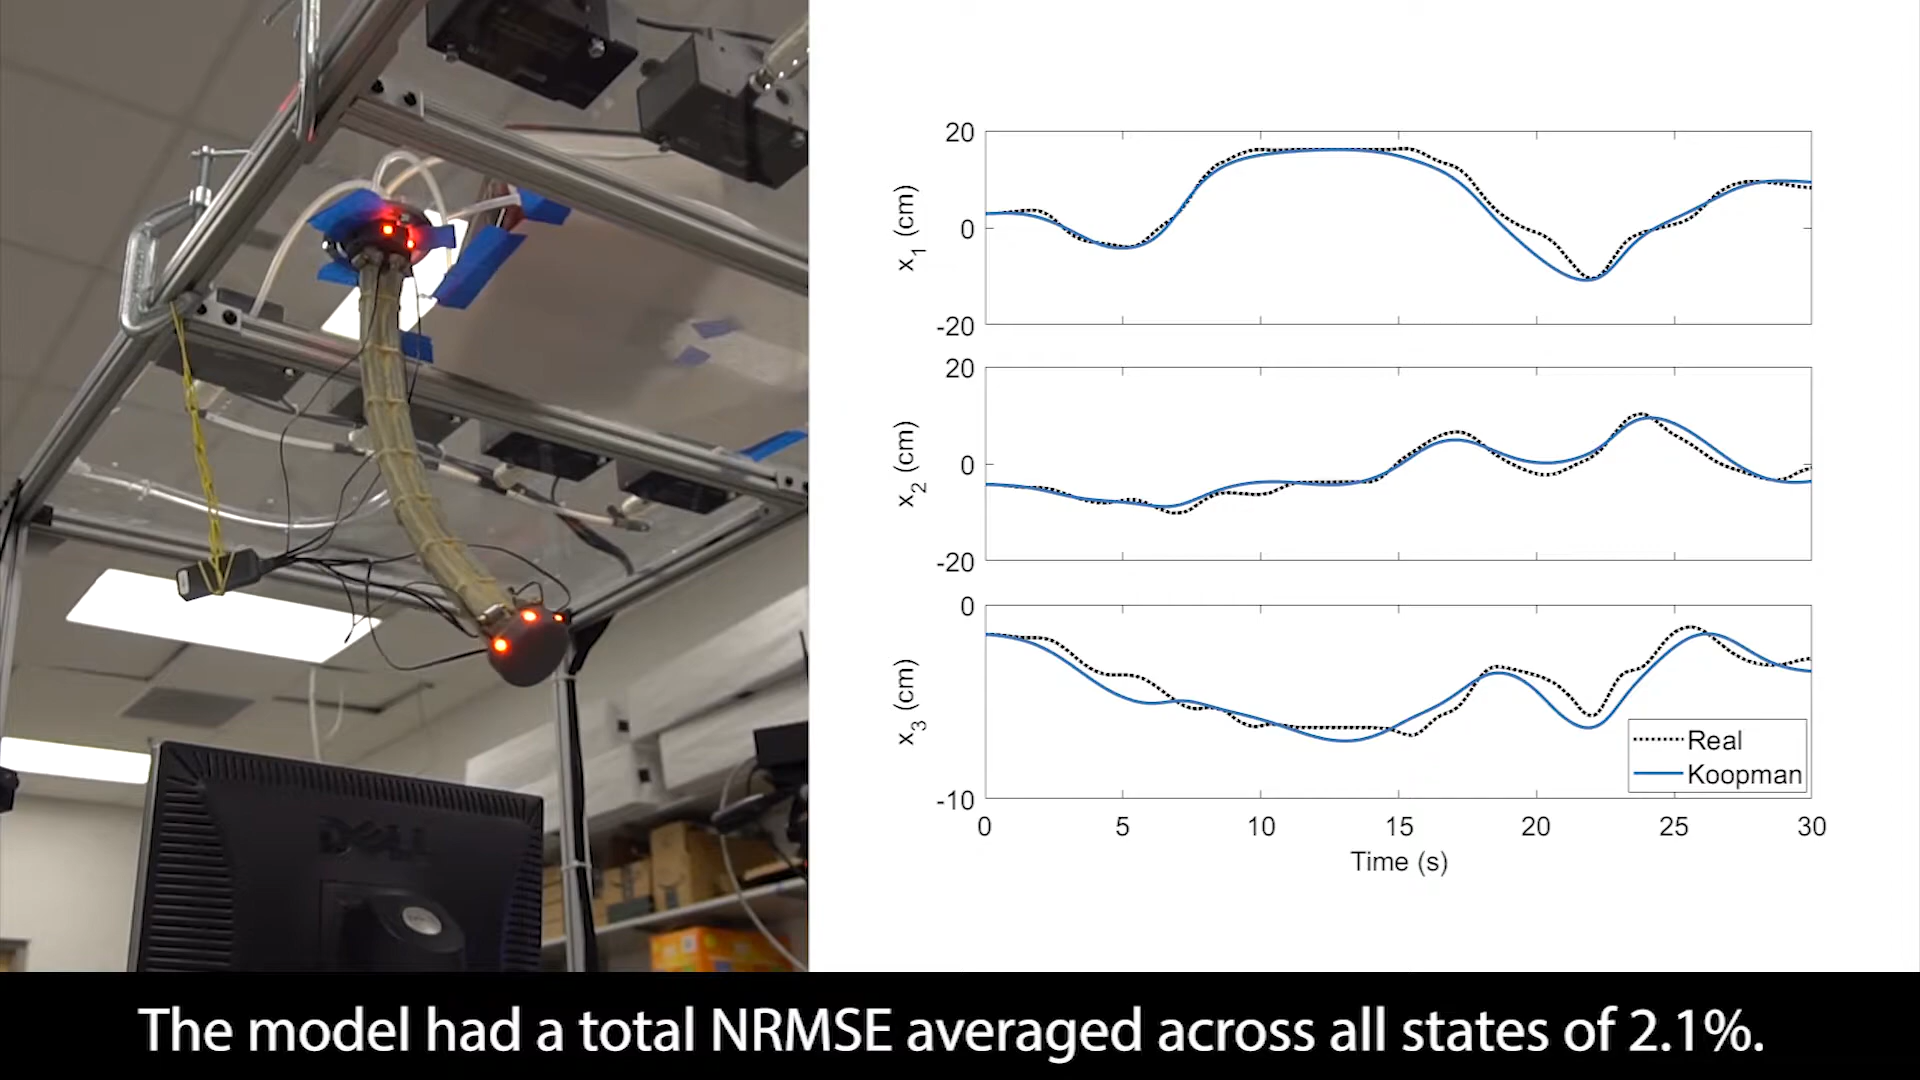 DELL
20
0
-20
x1 (cm)
20
0
-20
x2 (cm)
0
-10
x3 (cm)
Real
Koopman
0 5 10 15 20 25 30
Time (s)
The model had a total NRMSE averaged across all states of 2.1%.